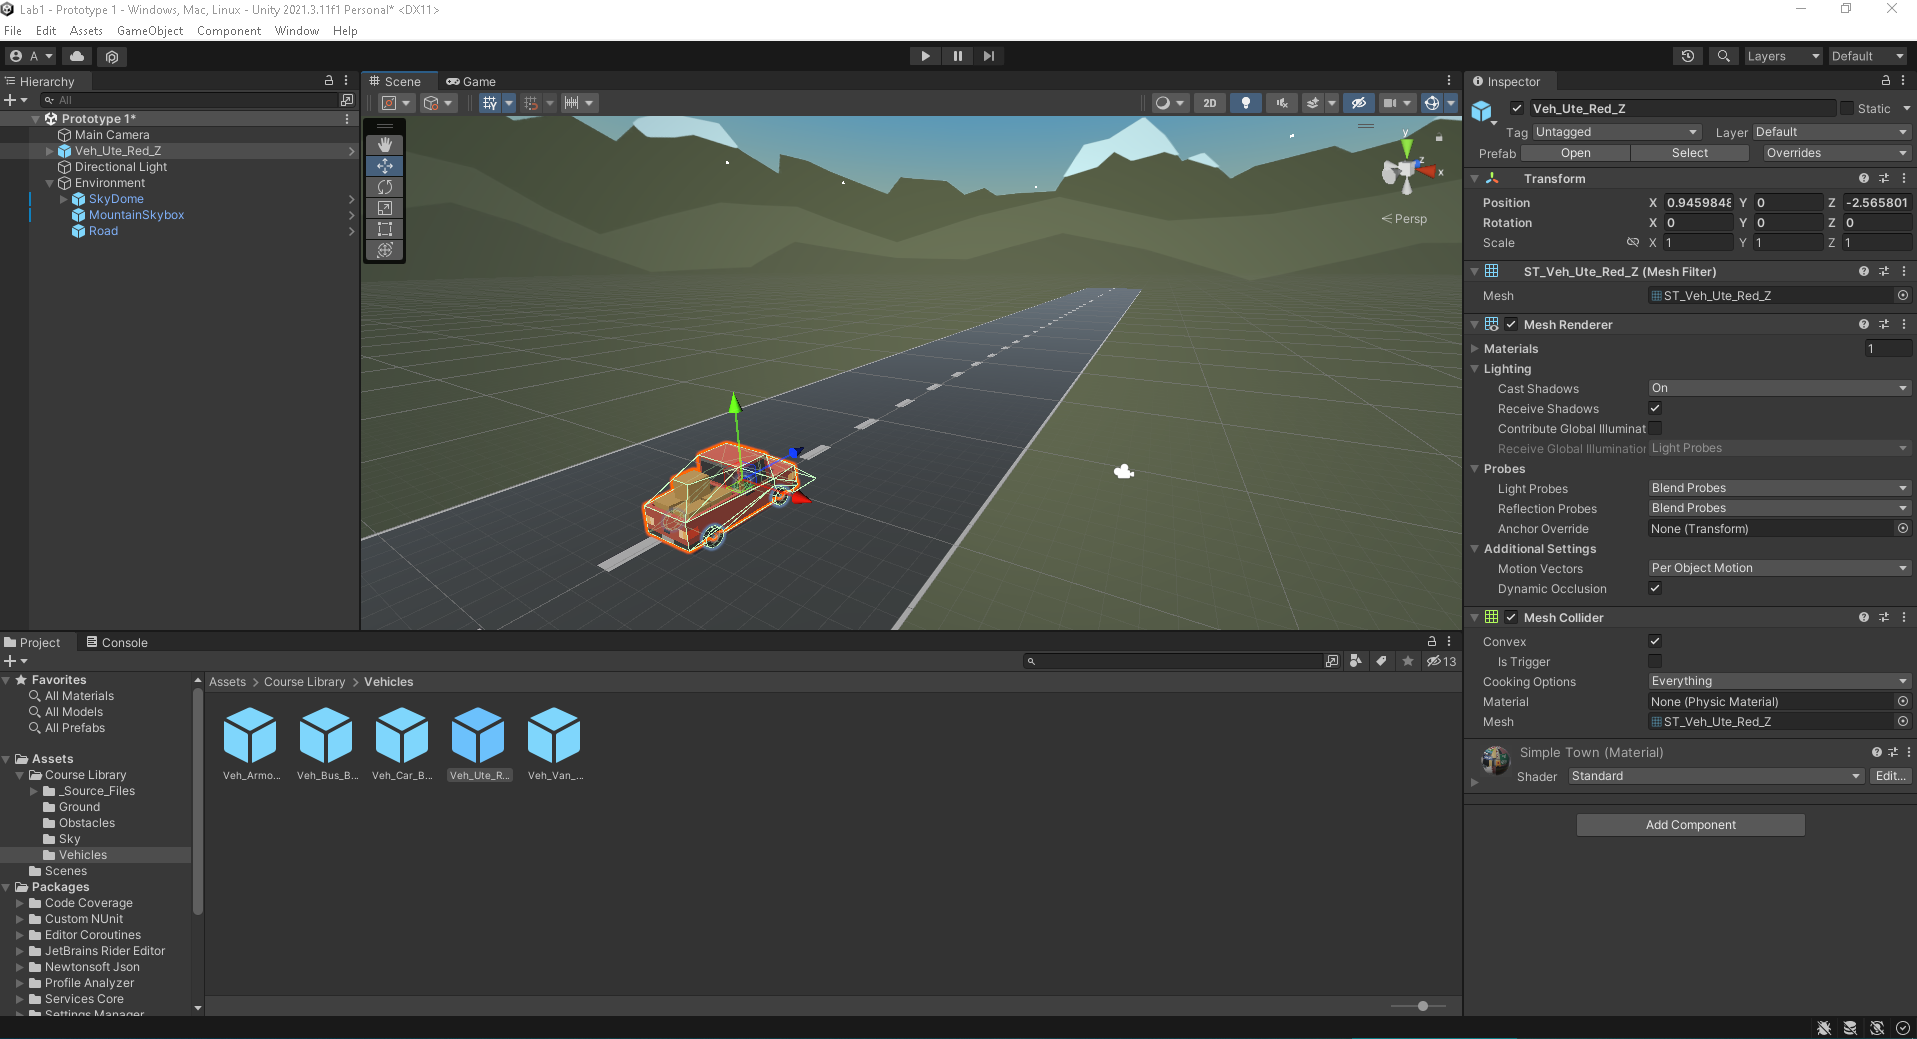 Lab1 - Prototype 1 - Windows, Mac, Linux - Unity 2021.3.11f1 Personal* <DX11>
File Edit Assets GameObject Component Window Help
A
Layers Default
Hierarchy
All
Prototype 1*
Main Camera
Veh_Ute_Red_Z
Directional Light
Environment
SkyDome
MountainSkybox
Road
Scene Game
2D
y
z
x
Persp
Inspector
Veh_Ute_Red_Z Static
Tag Untagged Layer Default
Prefab Open Select Overrides
Transform
Position X 0.9459848 Y 0 Z -2.565801
Rotation X 0 Y 0 Z 0
Scale X 1 Y 1 Z 1
ST_Veh_Ute_Red_Z (Mesh Filter)
Mesh ST_Veh_Ute_Red_Z
Mesh Renderer
Materials 1
Lighting
Cast Shadows On
Receive Shadows
Contribute Global Illuminat
Receive Global Illumination Light Probes
Probes
Light Probes Blend Probes
Reflection Probes Blend Probes
Anchor Override None (Transform)
Additional Settings
Motion Vectors Per Object Motion
Dynamic Occlusion
Mesh Collider
Convex
Is Trigger
Cooking Options Everything
Material None (Physic Material)
Mesh ST_Veh_Ute_Red_Z
Simple Town (Material)
Shader Standard Edit...
Add Component
Project Console
13
Favorites
All Materials
All Models
All Prefabs
Assets
Course Library
_Source_Files
Ground
Obstacles
Sky
Vehicles
Scenes
Packages
Code Coverage
Custom NUnit
Editor Coroutines
JetBrains Rider Editor
Newtonsoft Json
Profile Analyzer
Services Core
Settings Manager
Assets > Course Library > Vehicles
Veh_Armo... Veh_Bus_B... Veh_Car_B... Veh_Ute_R... Veh_Van_...